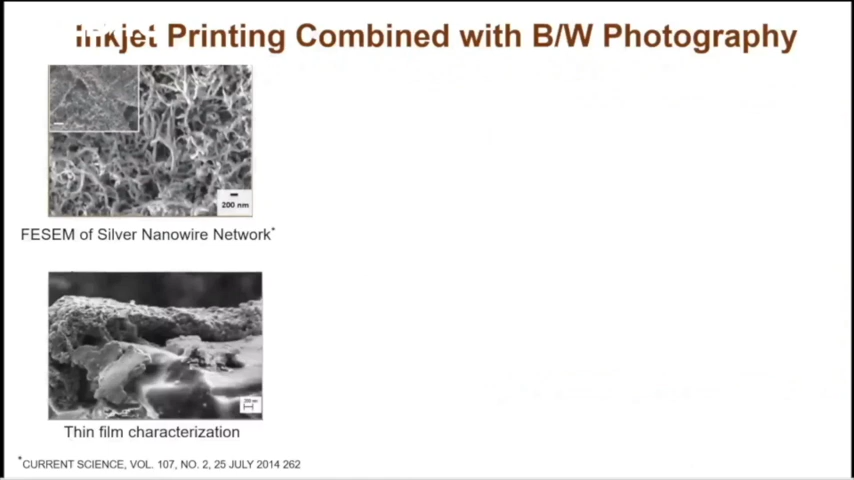 Inkjet Printing Combined with B/W Photography
200 nm
FESEM of Silver Nanowire Network*
Thin film characterization
*CURRENT SCIENCE, VOL. 107, NO. 2, 25 JULY 2014 262